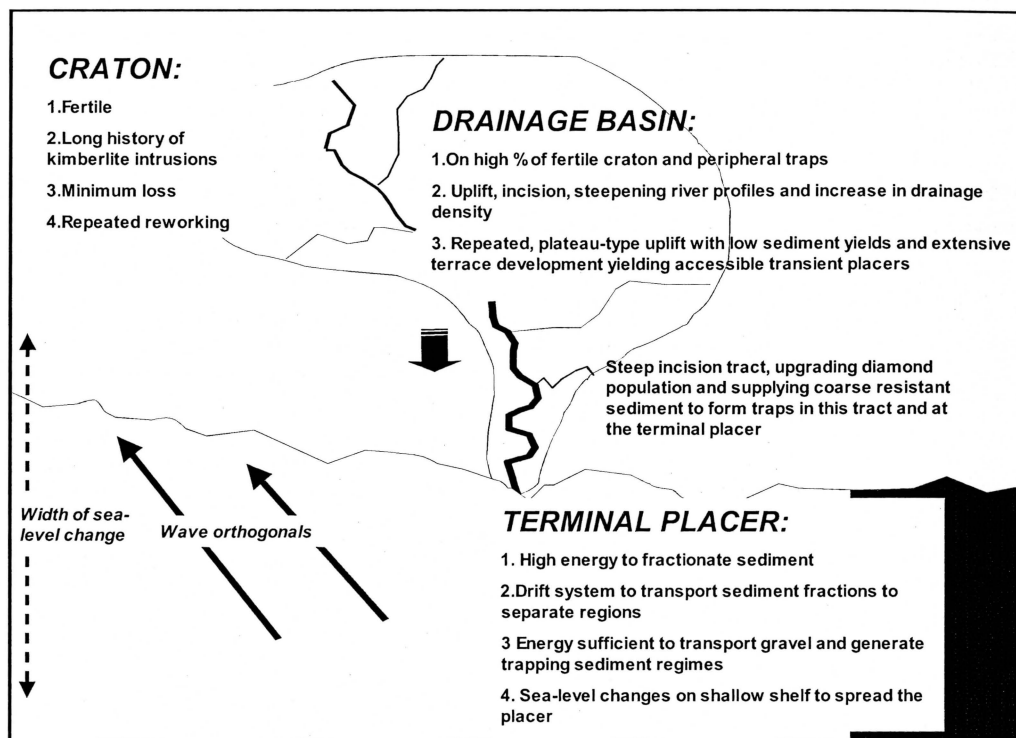 CRATON:
1.Fertile
2.Long history of
kimberlite intrusions
3.Minimum loss
4.Repeated reworking
DRAINAGE BASIN:
1.On high % of fertile craton and peripheral traps
2. Uplift, incision, steepening river profiles and increase in drainage
density
3. Repeated, plateau-type uplift with low sediment yields and extensive
terrace development yielding accessible transient placers
Steep incision tract, upgrading diamond
population and supplying coarse resistant
sediment to form traps in this tract and at
the terminal placer
Width of sea-
level change
Wave orthogonals
TERMINAL PLACER:
1. High energy to fractionate sediment
2.Drift system to transport sediment fractions to
separate regions
3 Energy sufficient to transport gravel and generate
trapping sediment regimes
4. Sea-level changes on shallow shelf to spread the
placer